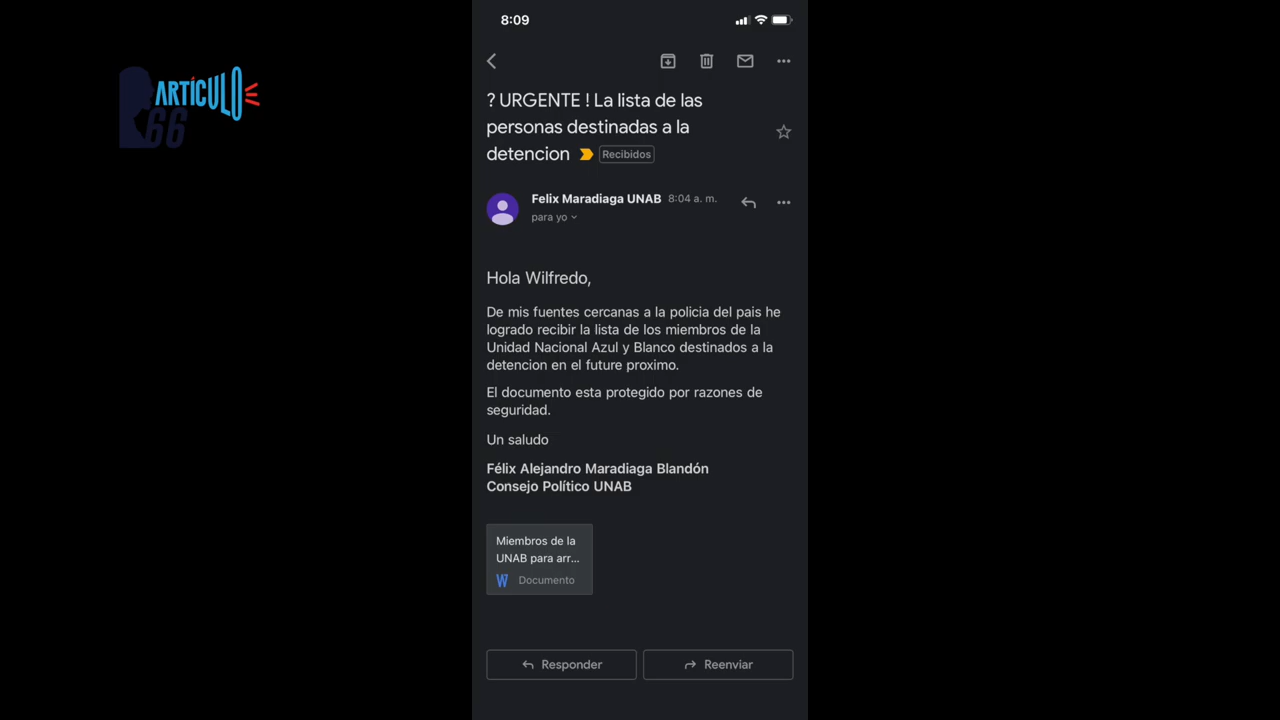 8:09
ARTÍCULO
66
? URGENTE ! La lista de las
personas destinadas a la
detencion Recibidos
Felix Maradiaga UNAB 8:04 a. m.
para yo
Hola Wilfredo,
De mis fuentes cercanas a la policia del pais he
logrado recibir la lista de los miembros de la
Unidad Nacional Azul y Blanco destinados a la
detencion en el future proximo.
El documento esta protegido por razones de
seguridad.
Un saludo
Félix Alejandro Maradiaga Blandón
Consejo Político UNAB
Miembros de la
UNAB para arr...
W Documento
Responder Reenviar